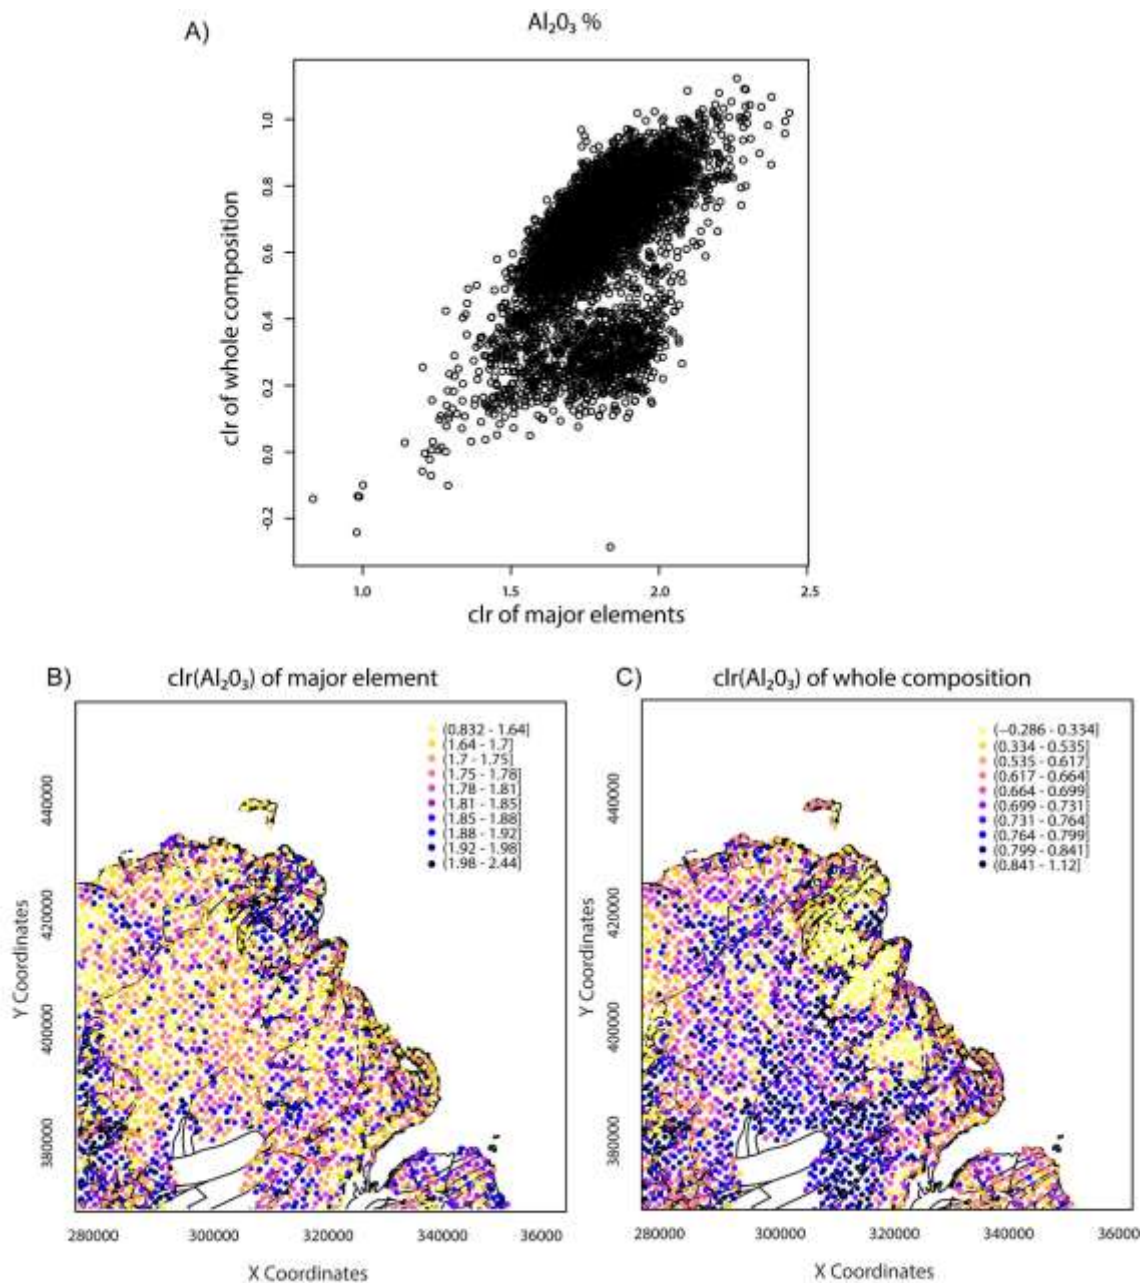 A)
Al₂0₃ %
clr of whole composition
1.0
0.8
0.6
0.4
0.2
0.0
-0.2
1.0 1.5 2.0 2.5
clr of major elements
B)
clr(Al₂0₃) of major element
(0.832 - 1.64]
(1.64 - 1.7]
(1.7 - 1.75]
(1.75 - 1.78]
(1.78 - 1.81]
(1.81 - 1.85]
(1.85 - 1.88]
(1.88 - 1.92]
(1.92 - 1.98]
(1.98 - 2.44]
Y Coordinates
440000
420000
400000
380000
280000 300000 320000 340000 36000
X Coordinates
C)
clr(Al₂0₃) of whole composition
(−0.286 - 0.334]
(0.334 - 0.535]
(0.535 - 0.617]
(0.617 - 0.664]
(0.664 - 0.699]
(0.699 - 0.731]
(0.731 - 0.764]
(0.764 - 0.799]
(0.799 - 0.841]
(0.841 - 1.12]
Y Coordinates
440000
420000
400000
380000
280000 300000 320000 340000 36000
X Coordinates